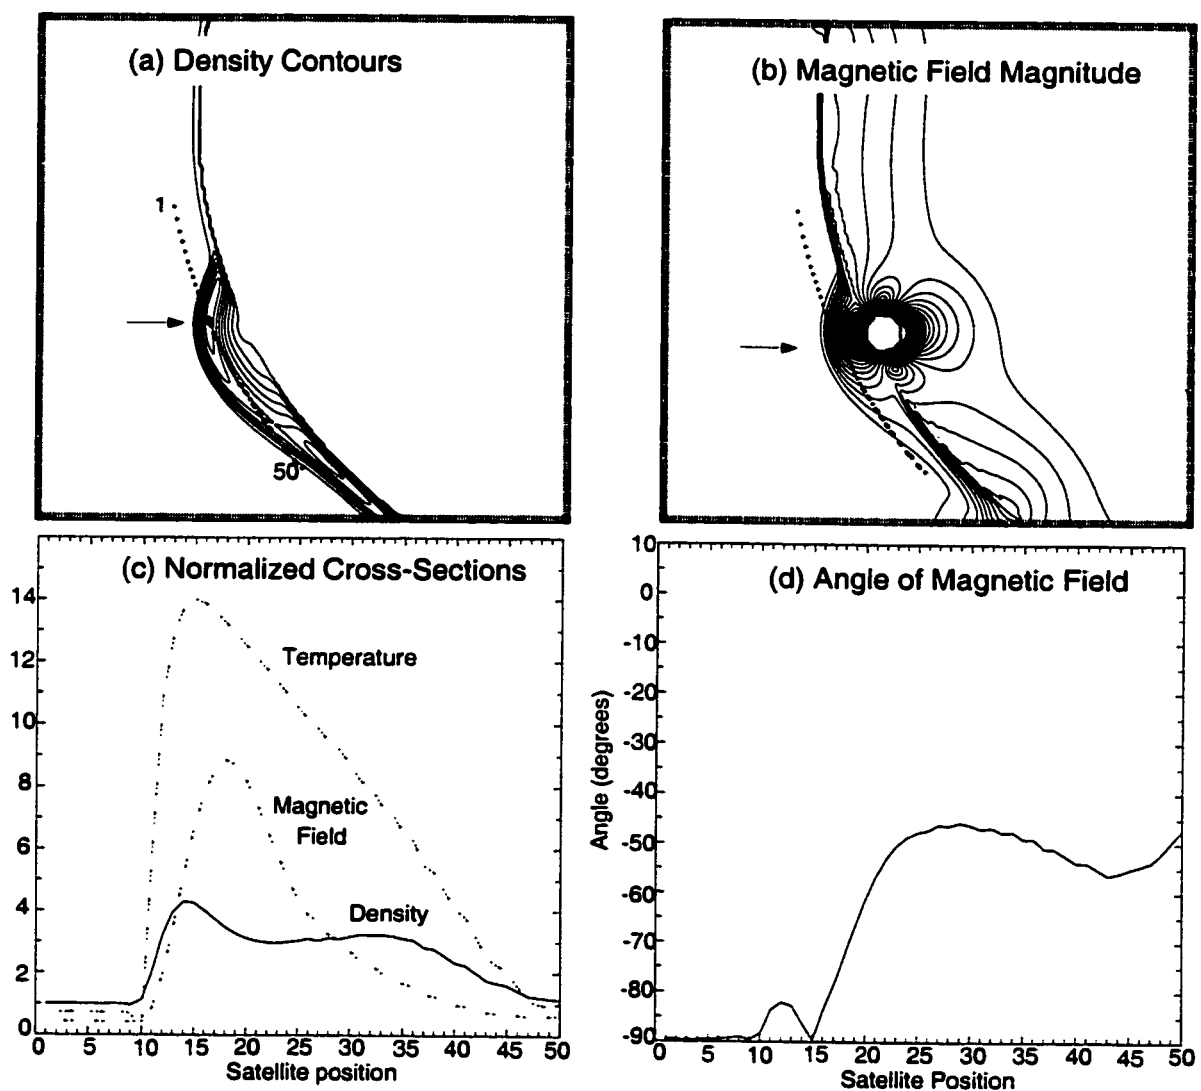 (a) Density Contours
1
50
(b) Magnetic Field Magnitude
(c) Normalized Cross-Sections
14
12
10
8
6
4
2
0
Temperature
Magnetic
Field
Density
0 5 10 15 20 25 30 35 40 45 50
Satellite position
(d) Angle of Magnetic Field
10
0
-10
-20
-30
-40
-50
-60
-70
-80
-90
Angle (degrees)
0 5 10 15 20 25 30 35 40 45 50
Satellite Position